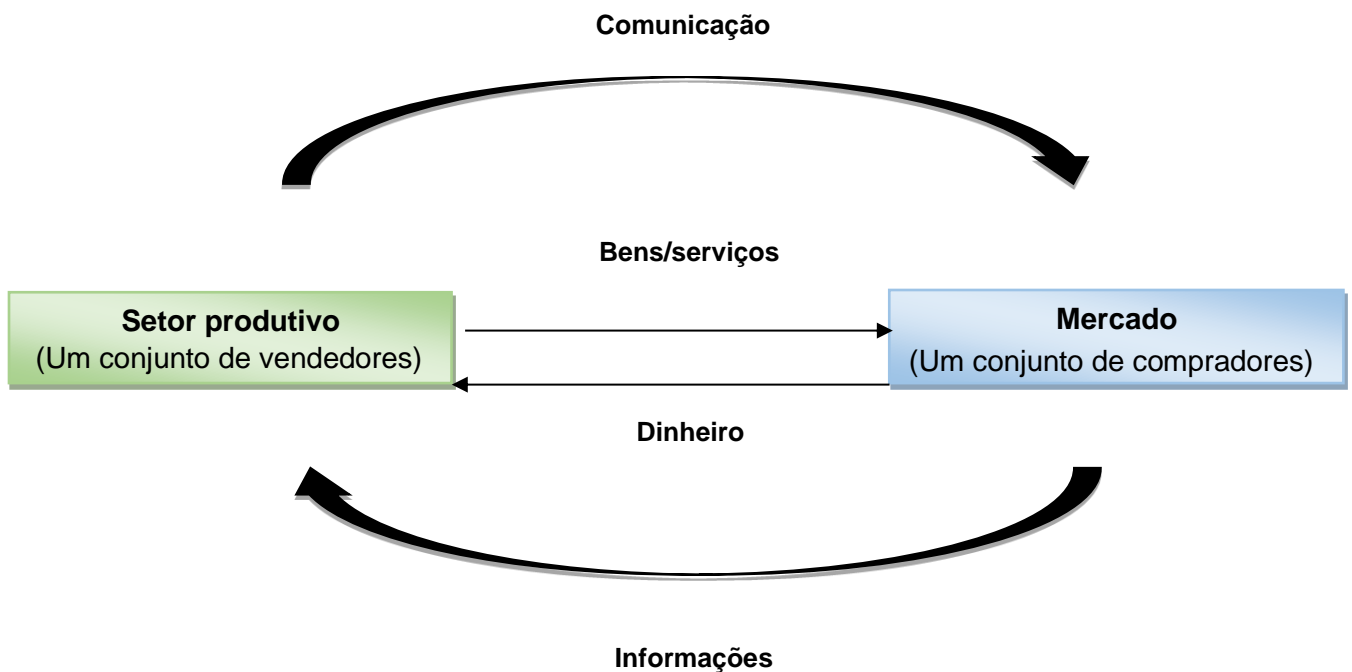 Comunicação
Bens/serviços
Setor produtivo
(Um conjunto de vendedores)
Mercado
(Um conjunto de compradores)
Dinheiro
Informações